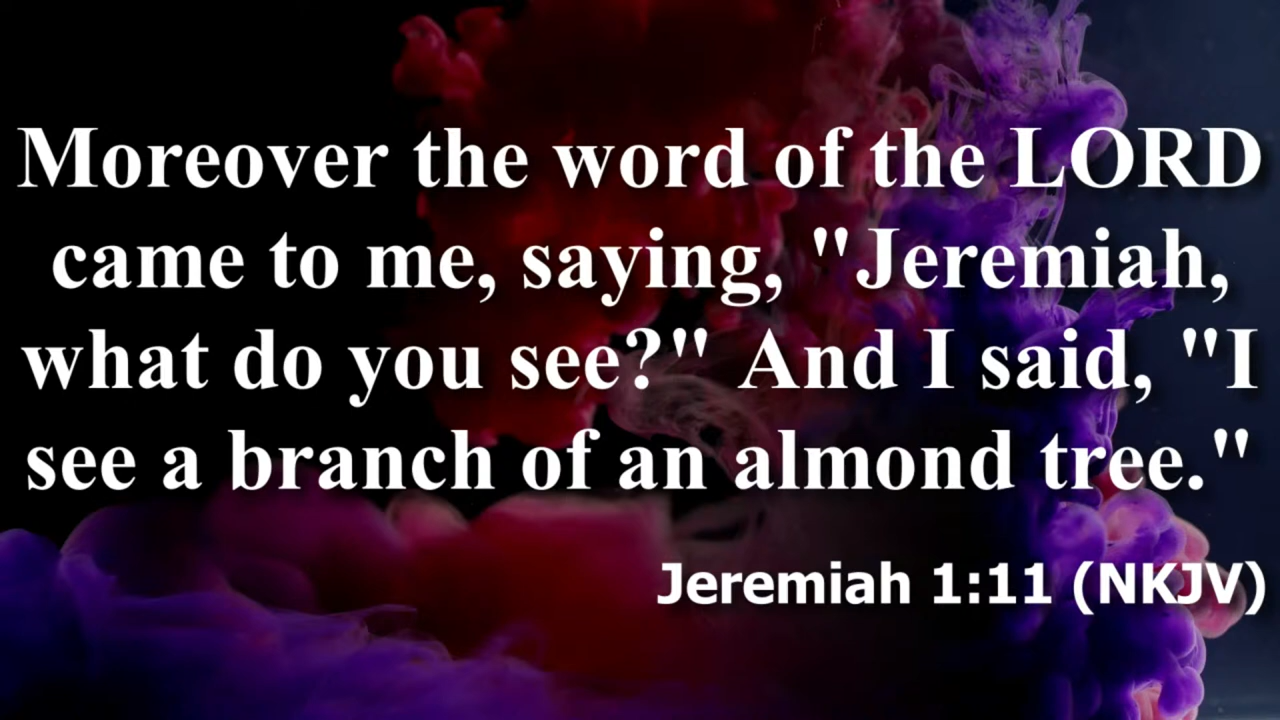 Moreover the word of the LORD
came to me, saying, "Jeremiah,
what do you see?" And I said, "I
see a branch of an almond tree."
Jeremiah 1:11 (NKJV)